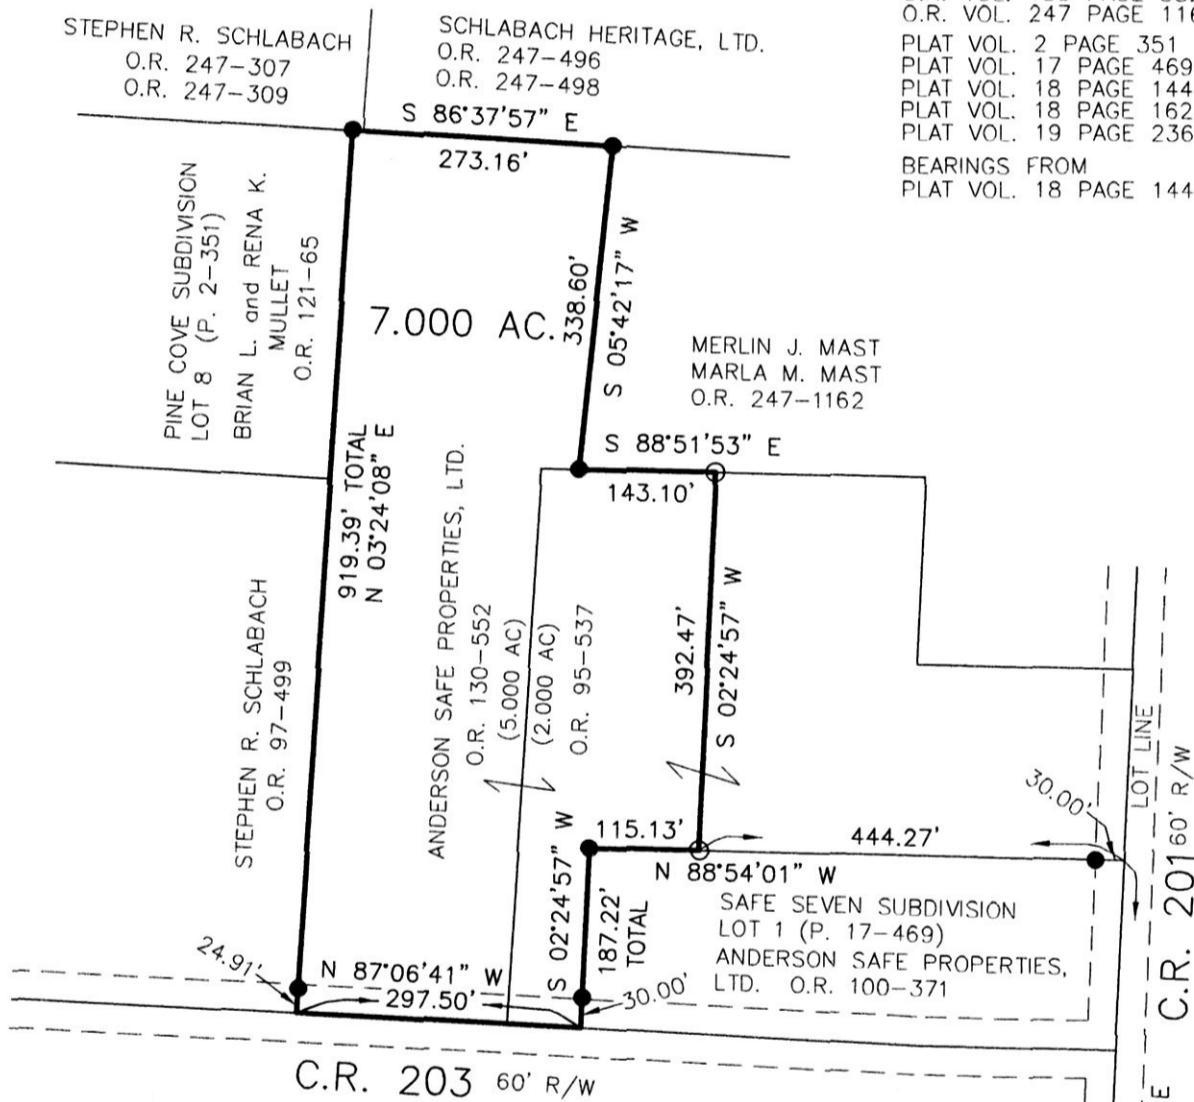 STEPHEN R. SCHLABACH
O.R. 247-307
O.R. 247-309
SCHLABACH HERITAGE, LTD.
O.R. 247-496
O.R. 247-498
O.R. VOL. 247 PAGE 116
PLAT VOL. 2 PAGE 351
PLAT VOL. 17 PAGE 469
PLAT VOL. 18 PAGE 144
PLAT VOL. 18 PAGE 162
PLAT VOL. 19 PAGE 236
BEARINGS FROM
PLAT VOL. 18 PAGE 144
S 86°37'57" E
273.16'
PINE COVE SUBDIVISION
LOT 8 (P. 2-351)
BRIAN L. and RENA K.
MULLET
O.R. 121-65
7.000 AC.
338.60'
S 05°42'17" W
MERLIN J. MAST
MARLA M. MAST
O.R. 247-1162
S 88°51'53" E
143.10'
919.39' TOTAL
N 03°24'08" E
ANDERSON SAFE PROPERTIES, LTD.
O.R. 130-552
(5.000 AC)
(2.000 AC)
O.R. 95-537
392.47'
S 02°24'57" W
STEPHEN R. SCHLABACH
O.R. 97-499
LOT LINE
30.00'
115.13'
444.27'
N 88°54'01" W
S 02°24'57" W
187.22'
TOTAL
SAFE SEVEN SUBDIVISION
LOT 1 (P. 17-469)
ANDERSON SAFE PROPERTIES,
LTD. O.R. 100-371
24.91'
N 87°06'41" W
297.50'
30.00'
C.R. 203 60' R/W
C.R. 201 60' R/W
E